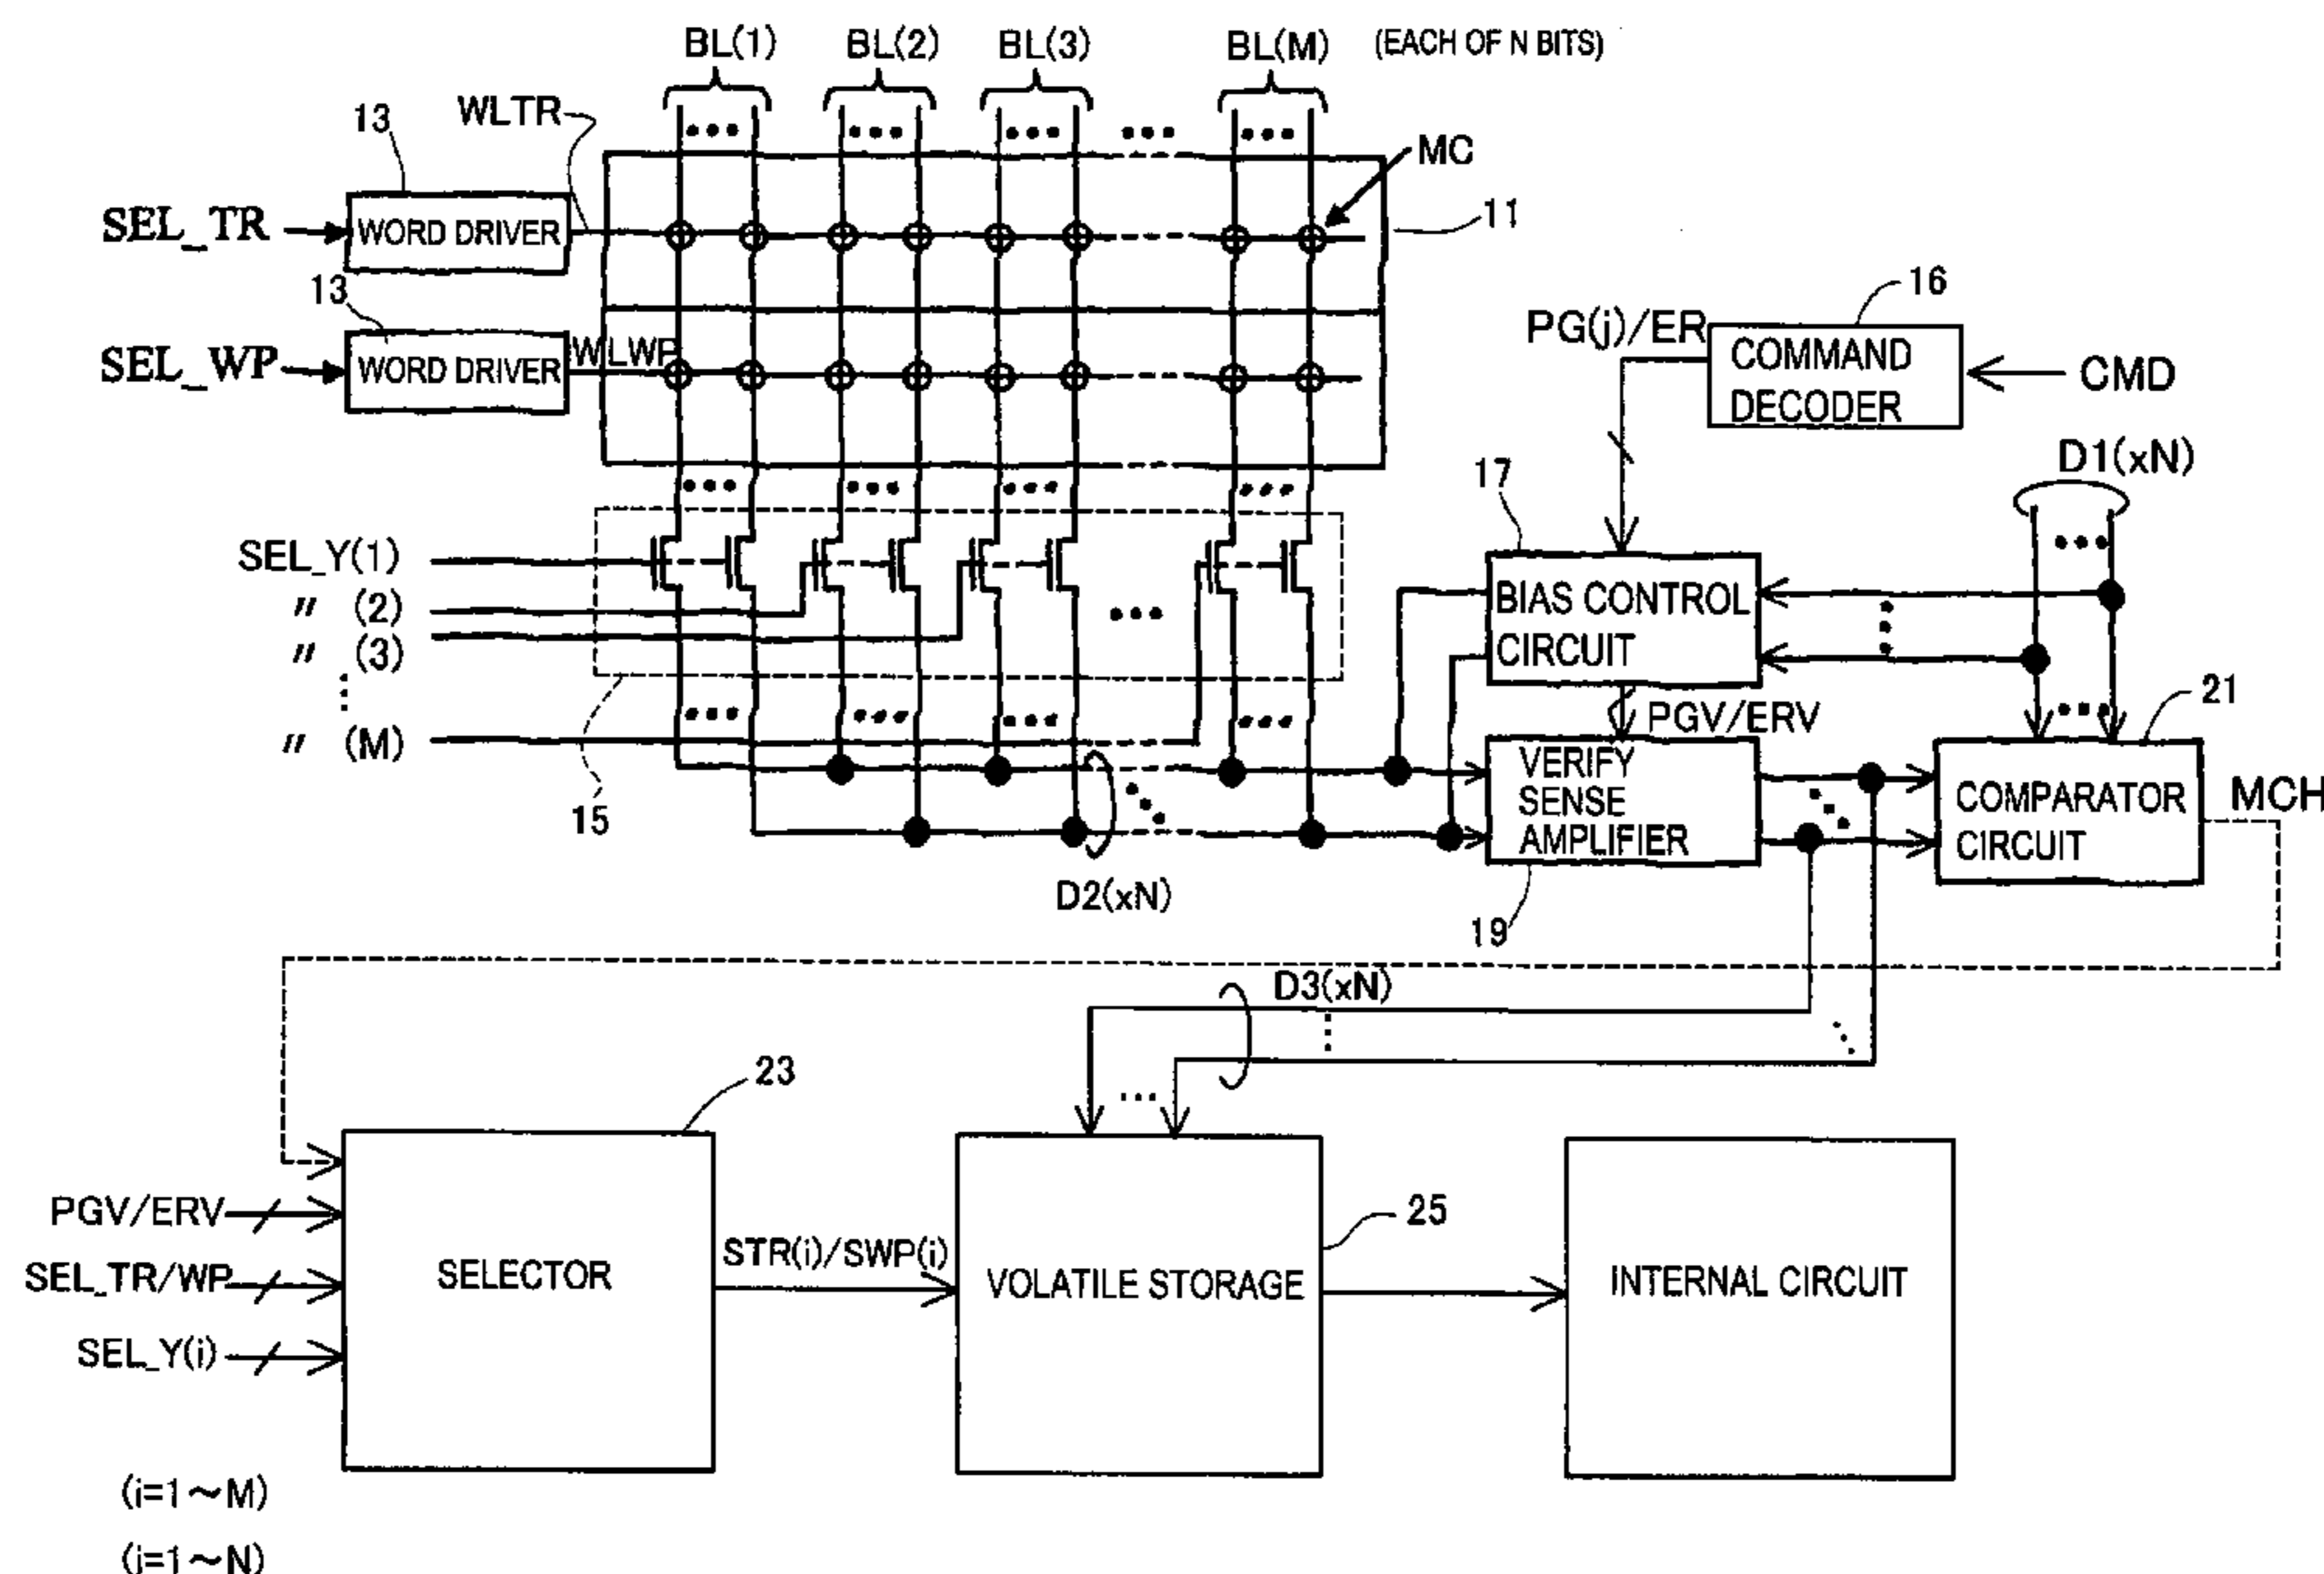 BL(1) BL(2) BL(3) BL(M) (EACH OF N BITS)
13 WLTR
MC
SEL_TR WORD DRIVER 11
13
SEL_WP WORD DRIVER WLWP
16
PG(j)/ER COMMAND DECODER CMD
D1(xN)
17
SEL_Y(1)
〃 (2)
〃 (3)
〃 (M)
15
BIAS CONTROL
CIRCUIT
PGV/ERV
21
VERIFY
SENSE
AMPLIFIER
COMPARATOR
CIRCUIT
MCH
D2(xN)
19
D3(xN)
23
PGV/ERV
SEL_TR/WP
SEL_Y(i)
SELECTOR
STR(i)/SWP(i)
VOLATILE STORAGE
25
INTERNAL CIRCUIT
(i=1~M)
(j=1~N)